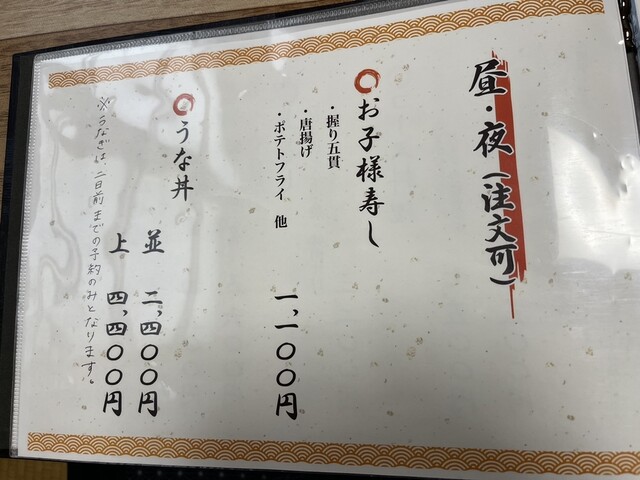 昼・夜(注文可)
お子様寿し
・握り五貫
・唐揚げ
・ポテトフライ 他
一,一〇〇円
うな丼
並 二,四〇〇円
上 四,四〇〇円
※うなぎは二日前までの予約のみとなります。